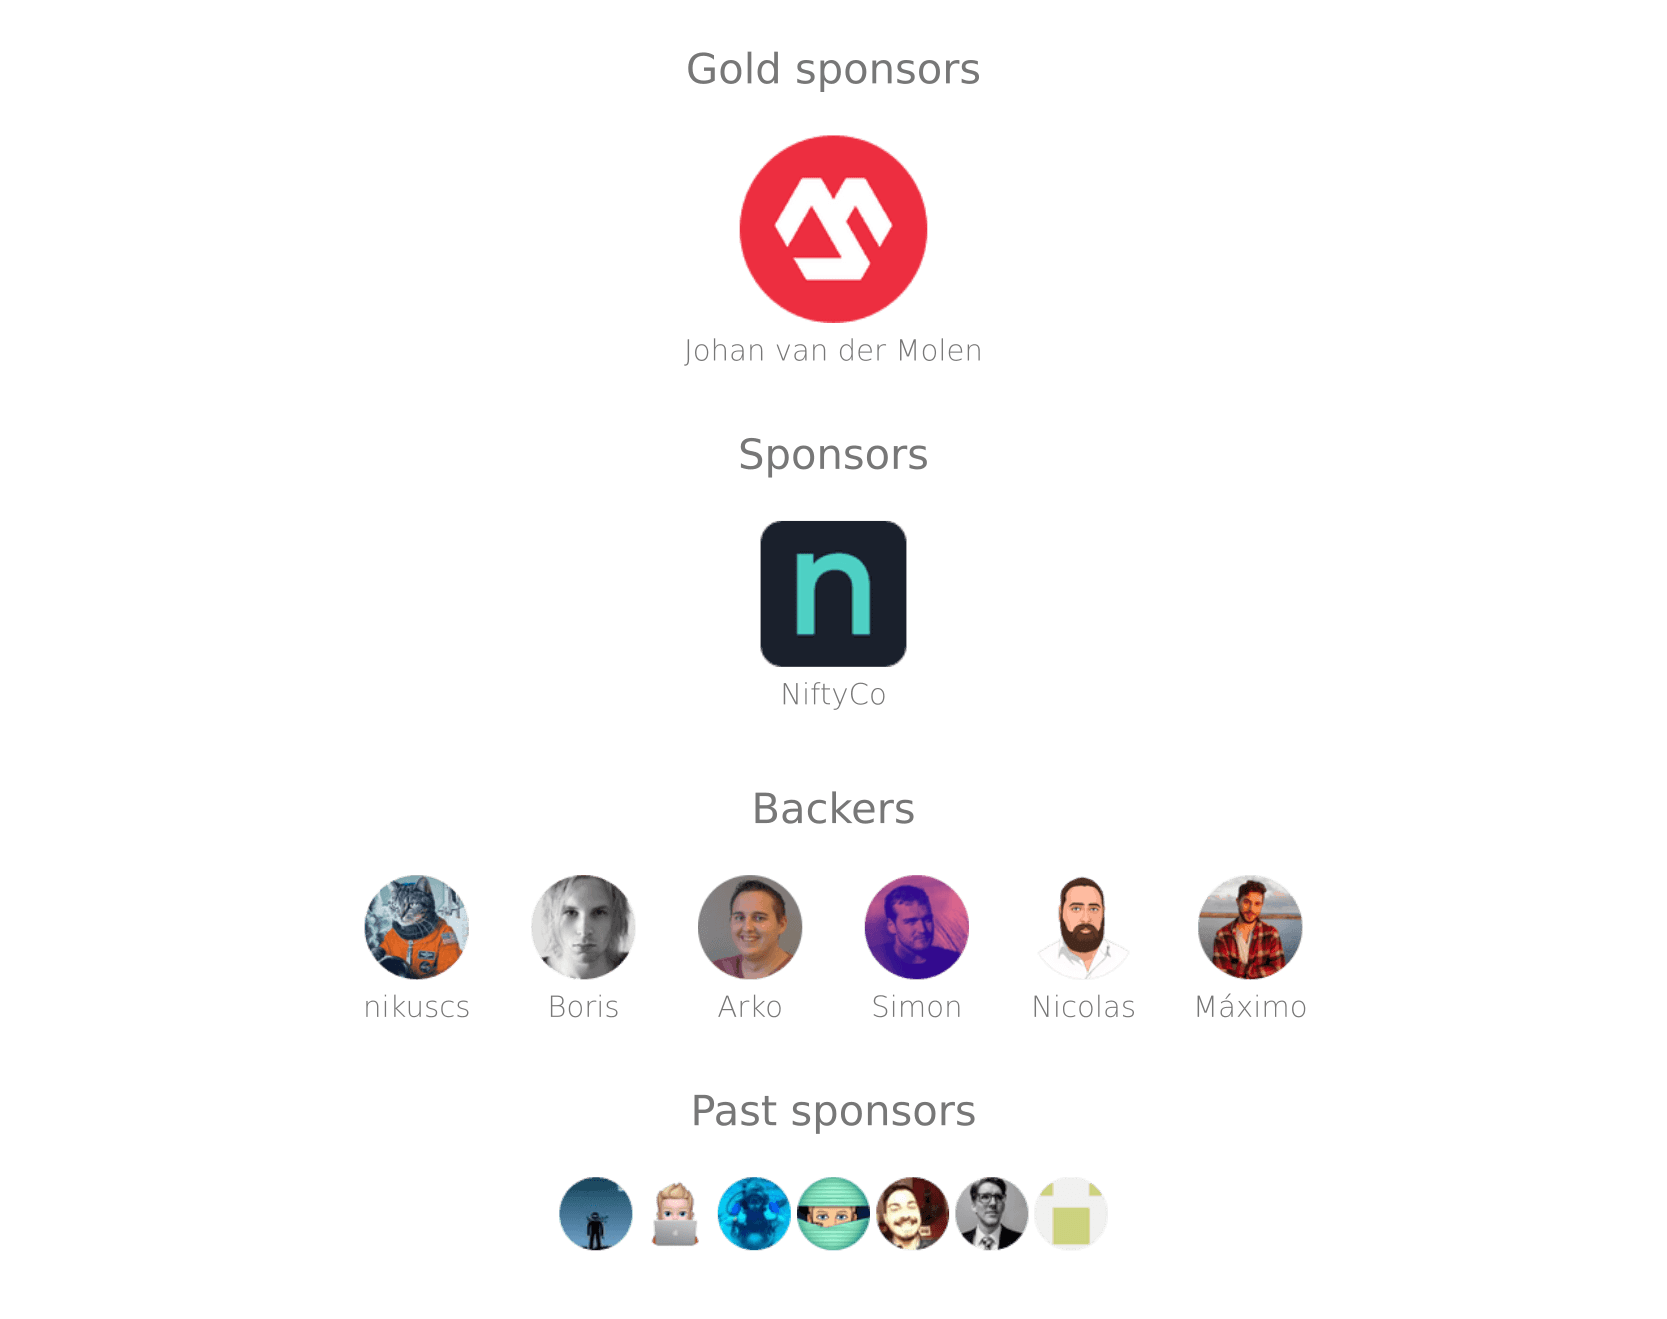 Gold sponsors
Johan van der Molen
Sponsors
n
NiftyCo
Backers
nikuscs Boris Arko Simon Nicolas Máximo
Past sponsors